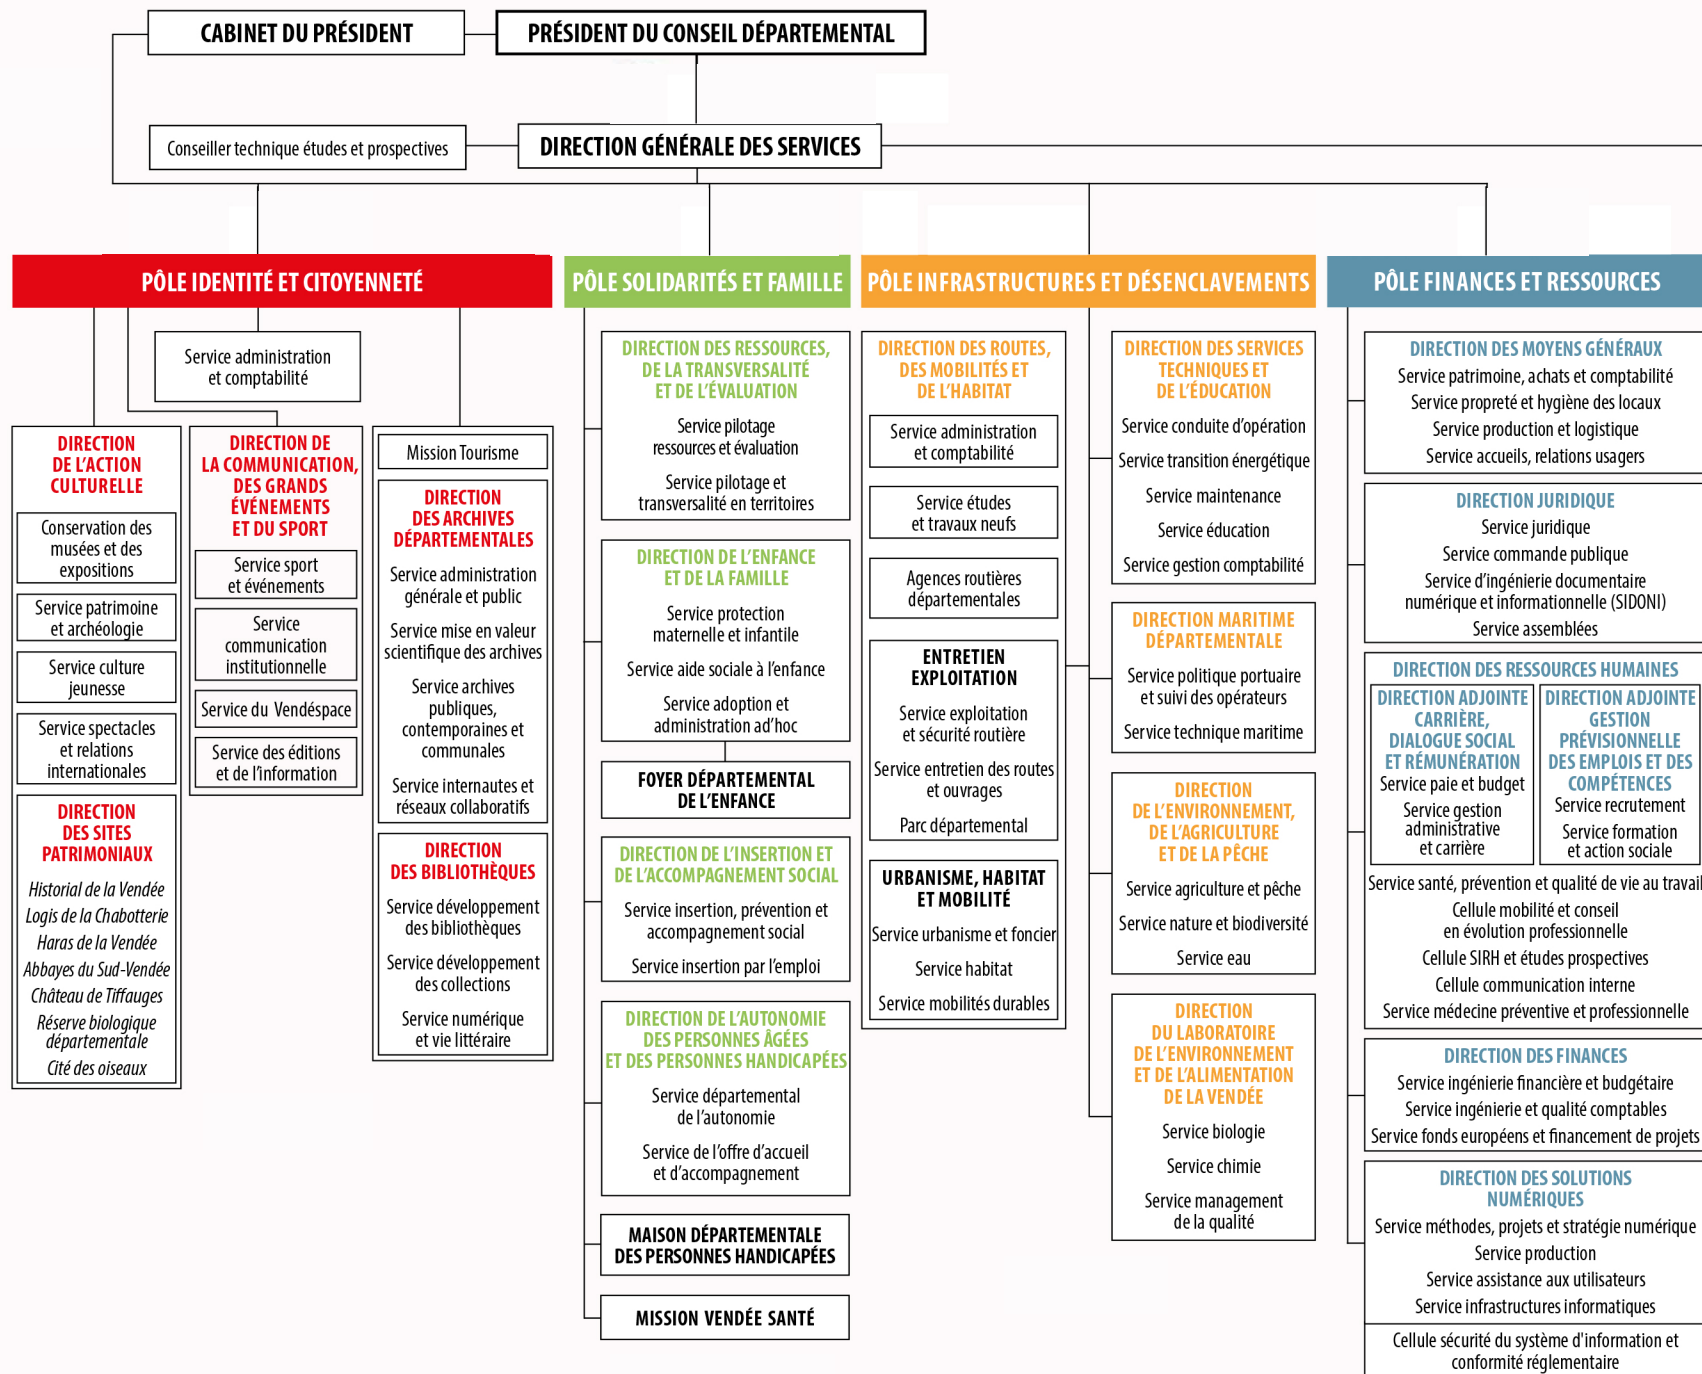 CABINET DU PRÉSIDENT
PRÉSIDENT DU CONSEIL DÉPARTEMENTAL
Conseiller technique études et prospectives
DIRECTION GÉNÉRALE DES SERVICES
PÔLE IDENTITÉ ET CITOYENNETÉ
Service administration
et comptabilité
DIRECTION
DE L'ACTION
CULTURELLE
Conservation des
musées et des
expositions
Service patrimoine
et archéologie
Service culture
jeunesse
Service spectacles
et relations
internationales
DIRECTION
DES SITES
PATRIMONIAUX
Historial de la Vendée
Logis de la Chabotterie
Haras de la Vendée
Abbayes du Sud-Vendée
Château de Tiffauges
Réserve biologique
départementale
Cité des oiseaux
DIRECTION DE
LA COMMUNICATION,
DES GRANDS
ÉVÉNEMENTS
ET DU SPORT
Service sport
et événements
Service
communication
institutionnelle
Service du Vendéspace
Service des éditions
et de l'information
Mission Tourisme
DIRECTION
DES ARCHIVES
DÉPARTEMENTALES
Service administration
générale et public
Service mise en valeur
scientifique des archives
Service archives
publiques,
contemporaines et
communales
Service internautes et
réseaux collaboratifs
DIRECTION
DES BIBLIOTHÈQUES
Service développement
des bibliothèques
Service développement
des collections
Service numérique
et vie littéraire
PÔLE SOLIDARITÉS ET FAMILLE
DIRECTION DES RESSOURCES,
DE LA TRANSVERSALITÉ
ET DE L'ÉVALUATION
Service pilotage
ressources et évaluation
Service pilotage et
transversalité en territoires
DIRECTION DE L'ENFANCE
ET DE LA FAMILLE
Service protection
maternelle et infantile
Service aide sociale à l'enfance
Service adoption et
administration ad'hoc
FOYER DÉPARTEMENTAL
DE L'ENFANCE
DIRECTION DE L'INSERTION ET
DE L'ACCOMPAGNEMENT SOCIAL
Service insertion, prévention et
accompagnement social
Service insertion par l'emploi
DIRECTION DE L'AUTONOMIE
DES PERSONNES ÂGÉES
ET DES PERSONNES HANDICAPÉES
Service départemental
de l'autonomie
Service de l'offre d'accueil
et d'accompagnement
MAISON DÉPARTEMENTALE
DES PERSONNES HANDICAPÉES
MISSION VENDÉE SANTÉ
PÔLE INFRASTRUCTURES ET DÉSENCLAVEMENTS
DIRECTION DES ROUTES,
DES MOBILITÉS ET
DE L'HABITAT
Service administration
et comptabilité
Service études
et travaux neufs
Agences routières
départementales
ENTRETIEN
EXPLOITATION
Service exploitation
et sécurité routière
Service entretien des routes
et ouvrages
Parc départemental
URBANISME, HABITAT
ET MOBILITÉ
Service urbanisme et foncier
Service habitat
Service mobilités durables
DIRECTION DES SERVICES
TECHNIQUES ET
DE L'ÉDUCATION
Service conduite d'opération
Service transition énergétique
Service maintenance
Service éducation
Service gestion comptabilité
DIRECTION MARITIME
DÉPARTEMENTALE
Service politique portuaire
et suivi des opérateurs
Service technique maritime
DIRECTION
DE L'ENVIRONNEMENT,
DE L'AGRICULTURE
ET DE LA PÊCHE
Service agriculture et pêche
Service nature et biodiversité
Service eau
DIRECTION
DU LABORATOIRE
DE L'ENVIRONNEMENT
ET DE L'ALIMENTATION
DE LA VENDÉE
Service biologie
Service chimie
Service management
de la qualité
PÔLE FINANCES ET RESSOURCES
DIRECTION DES MOYENS GÉNÉRAUX
Service patrimoine, achats et comptabilité
Service propreté et hygiène des locaux
Service production et logistique
Service accueils, relations usagers
DIRECTION JURIDIQUE
Service juridique
Service commande publique
Service d'ingénierie documentaire
numérique et informationnelle (SIDONI)
Service assemblées
DIRECTION DES RESSOURCES HUMAINES
DIRECTION ADJOINTE
CARRIÈRE,
DIALOGUE SOCIAL
ET RÉMUNÉRATION
Service paie et budget
Service gestion
administrative
et carrière
DIRECTION ADJOINTE
GESTION
PRÉVISIONNELLE
DES EMPLOIS ET DES
COMPÉTENCES
Service recrutement
Service formation
et action sociale
Service santé, prévention et qualité de vie au travail
Cellule mobilité et conseil
en évolution professionnelle
Cellule SIRH et études prospectives
Cellule communication interne
Service médecine préventive et professionnelle
DIRECTION DES FINANCES
Service ingénierie financière et budgétaire
Service ingénierie et qualité comptables
Service fonds européens et financement de projets
DIRECTION DES SOLUTIONS
NUMÉRIQUES
Service méthodes, projets et stratégie numérique
Service production
Service assistance aux utilisateurs
Service infrastructures informatiques
Cellule sécurité du système d'information et
conformité réglementaire